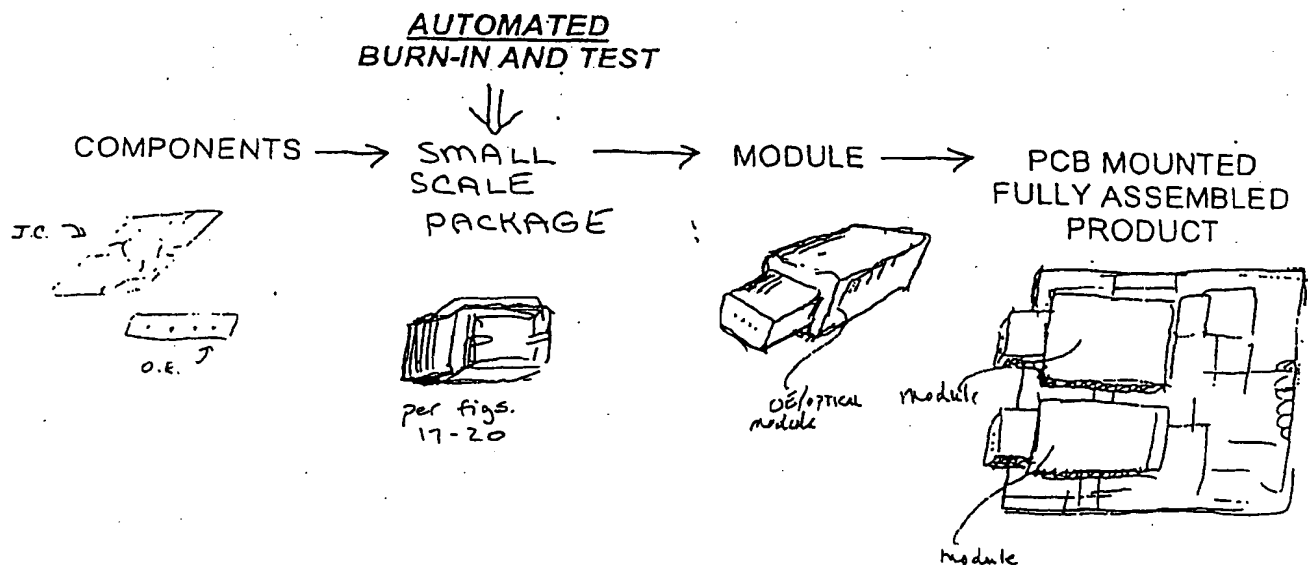 AUTOMATED
BURN-IN AND TEST
COMPONENTS
SMALL
SCALE
PACKAGE
MODULE
PCB MOUNTED
FULLY ASSEMBLED
PRODUCT
I.C.
O.E.
per figs.
17-20
OE/OPTICAL
module
module
module